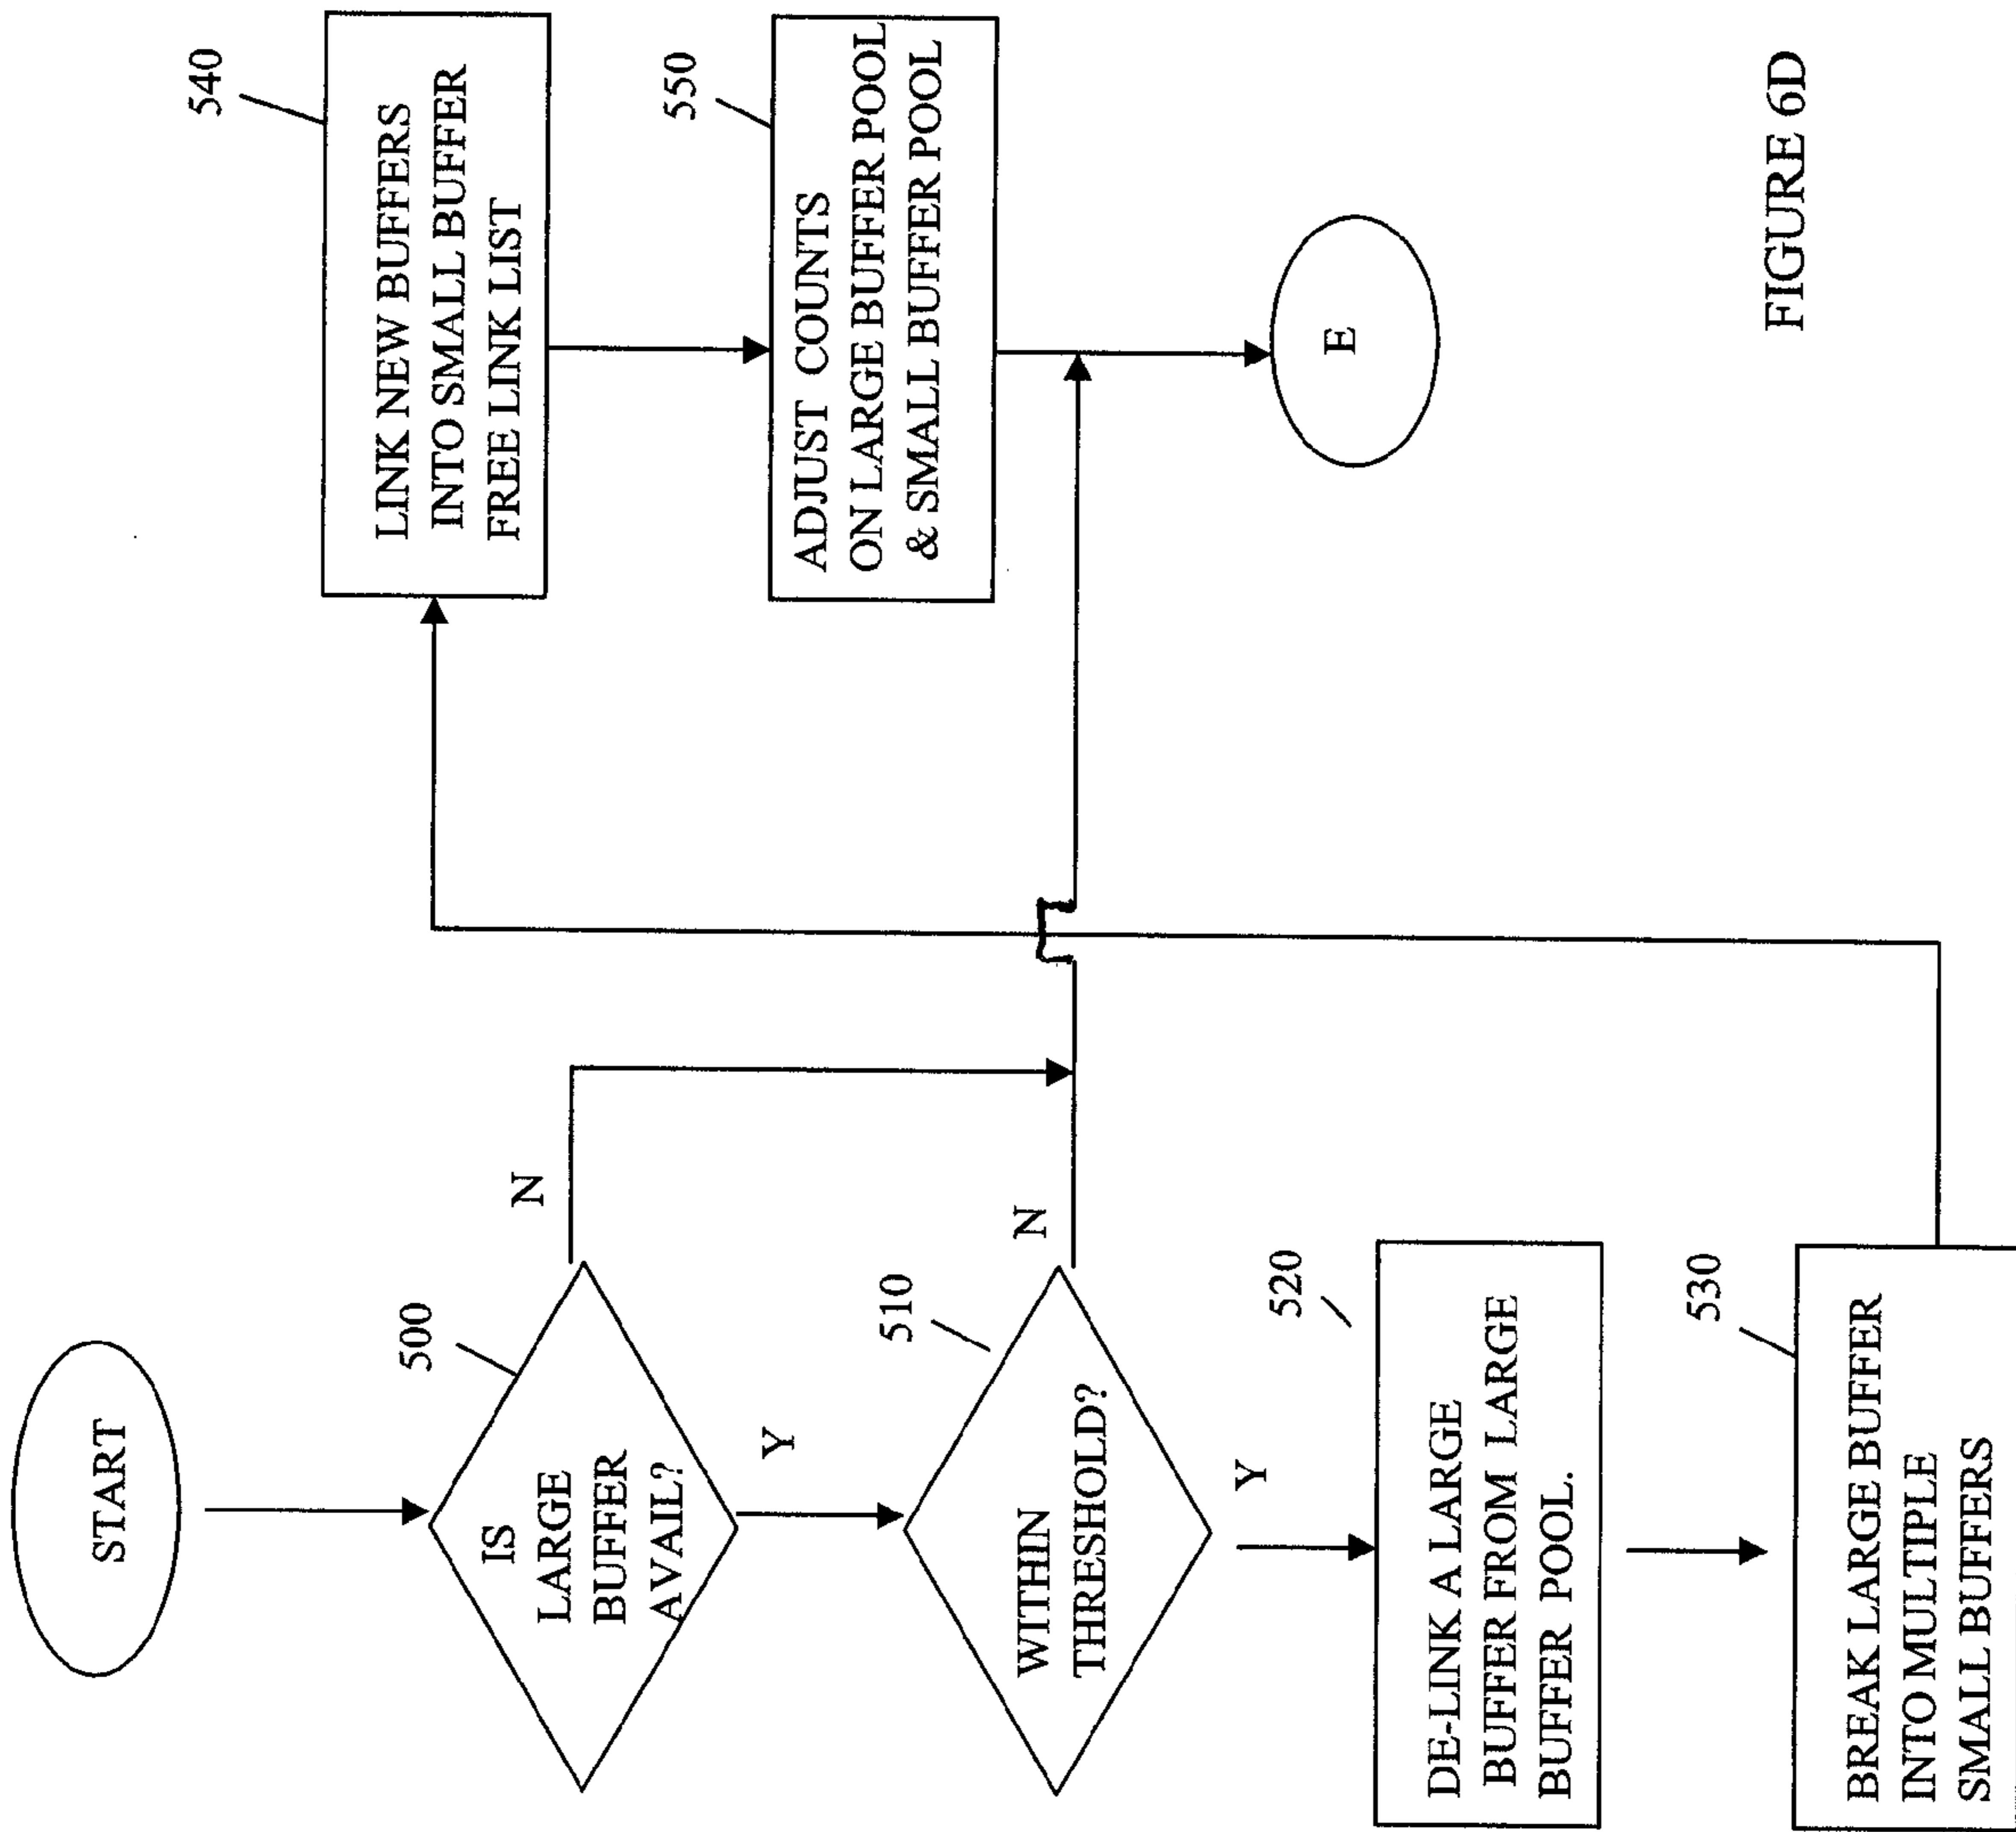 START
500
IS
LARGE
BUFFER
AVAIL?
N
Y
510
WITHIN
THRESHOLD?
N
Y
520
DE-LINK A LARGE
BUFFER FROM LARGE
BUFFER POOL.
530
BREAK LARGE BUFFER
INTO MULTIPLE
SMALL BUFFERS
540
LINK NEW BUFFERS
INTO SMALL BUFFER
FREE LINK LIST
550
ADJUST COUNTS
ON LARGE BUFFER POOL
& SMALL BUFFER POOL
E
FIGURE 6D